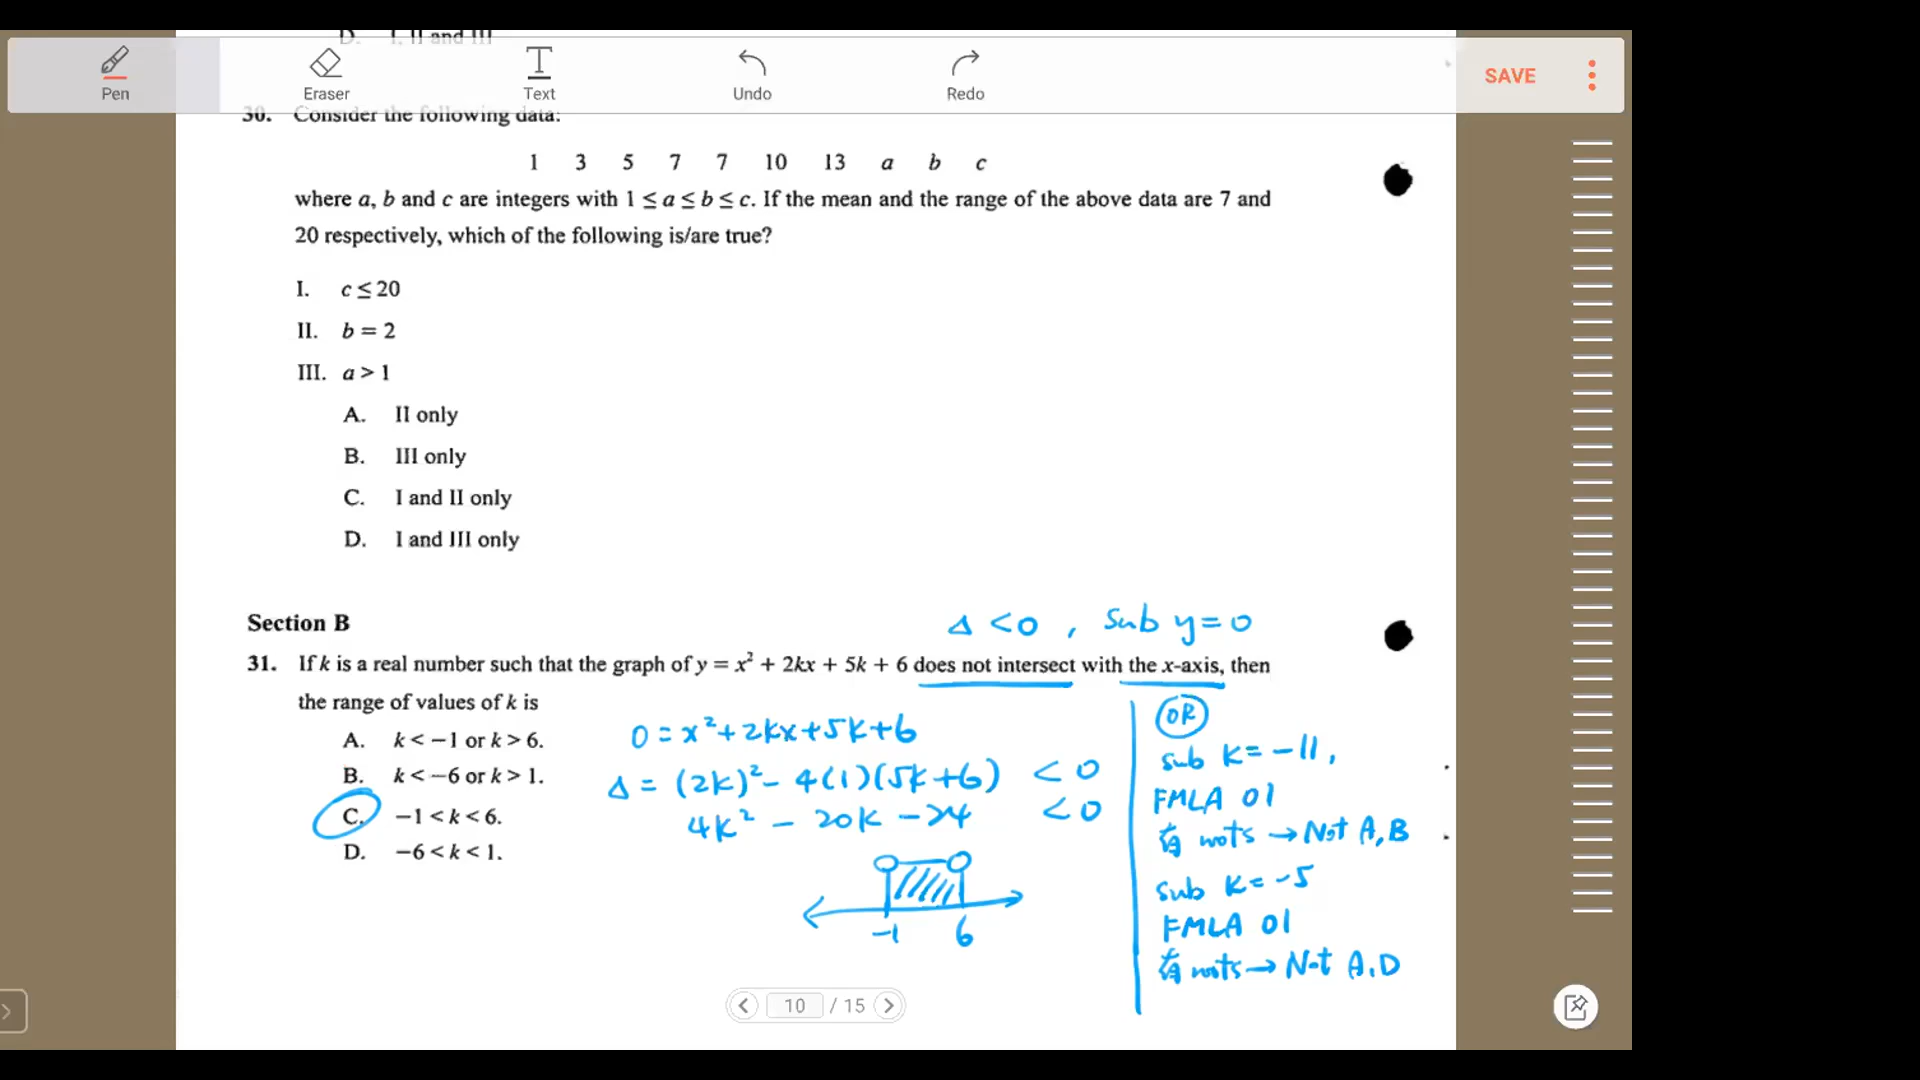 D. I, II and III
Pen
Eraser
Text
Undo
Redo
SAVE
30. Consider the following data:
1 3 5 7 7 10 13 a b c
where a, b and c are integers with 1 ≤ a ≤ b ≤ c. If the mean and the range of the above data are 7 and
20 respectively, which of the following is/are true?
I. c ≤ 20
II. b = 2
III. a > 1
A. II only
B. III only
C. I and II only
D. I and III only
Section B
Δ < 0 , Sub y = 0
31. If k is a real number such that the graph of y = x² + 2kx + 5k + 6 does not intersect with the x-axis, then
the range of values of k is
A. k < −1 or k > 6.
B. k < −6 or k > 1.
C. −1 < k < 6.
D. −6 < k < 1.
0 = x² + 2kx + 5k + 6
Δ = (2k)² − 4(1)(5k + 6) < 0
4k² − 20k − 24 < 0
−1 6
OR
sub k = −11,
FMLA 01
有 roots → Not A, B
sub k = −5
FMLA 01
有 roots → Not A, D
10 / 15